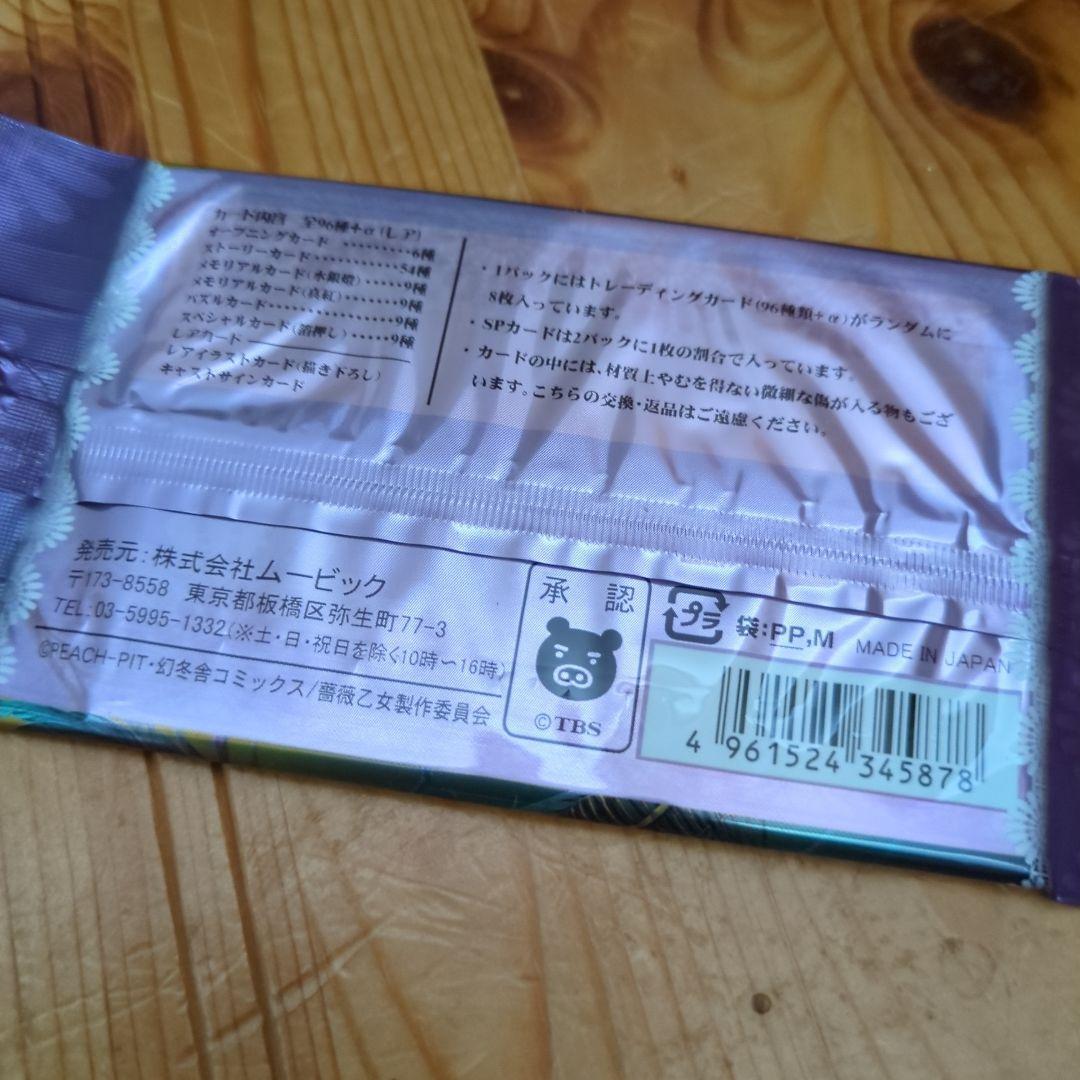 カード内容 全96種+α(レア)
オープニングカード ・・・・・・・・・6種
ストーリーカード・・・・・・・・・・・54種
メモリアルカード(水銀燈)・・・・・9種
メモリアルカード(真紅)・・・・・・・9種
パズルカード・・・・・・・・・・・・・・9種
スペシャルカード(箔押し)・・・・・9種
レアカード
レアイラストカード(描き下ろし)
キャストサインカード
・1パックにはトレーディングカード(96種類+α)がランダムに
8枚入っています。
・SPカードは2パックに1枚の割合で入っています。
・カードの中には、材質上やむを得ない微細な傷が入る物もござ
います。こちらの交換・返品はご遠慮ください。
発売元:株式会社ムービック
〒173-8558 東京都板橋区弥生町77-3
TEL:03-5995-1332(※土・日・祝日を除く10時〜16時)
©PEACH-PIT・幻冬舎コミックス/薔薇乙女製作委員会
承認
©TBS
プラ
袋:PP,M
MADE IN JAPAN
4 961524 345878